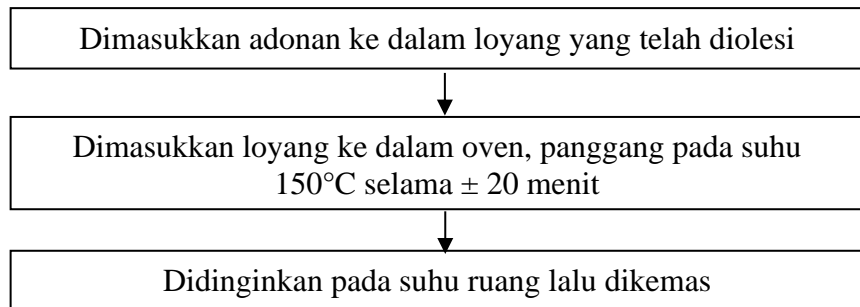 Dimasukkan adonan ke dalam loyang yang telah diolesi
Dimasukkan loyang ke dalam oven, panggang pada suhu
150°C selama ± 20 menit
Didinginkan pada suhu ruang lalu dikemas